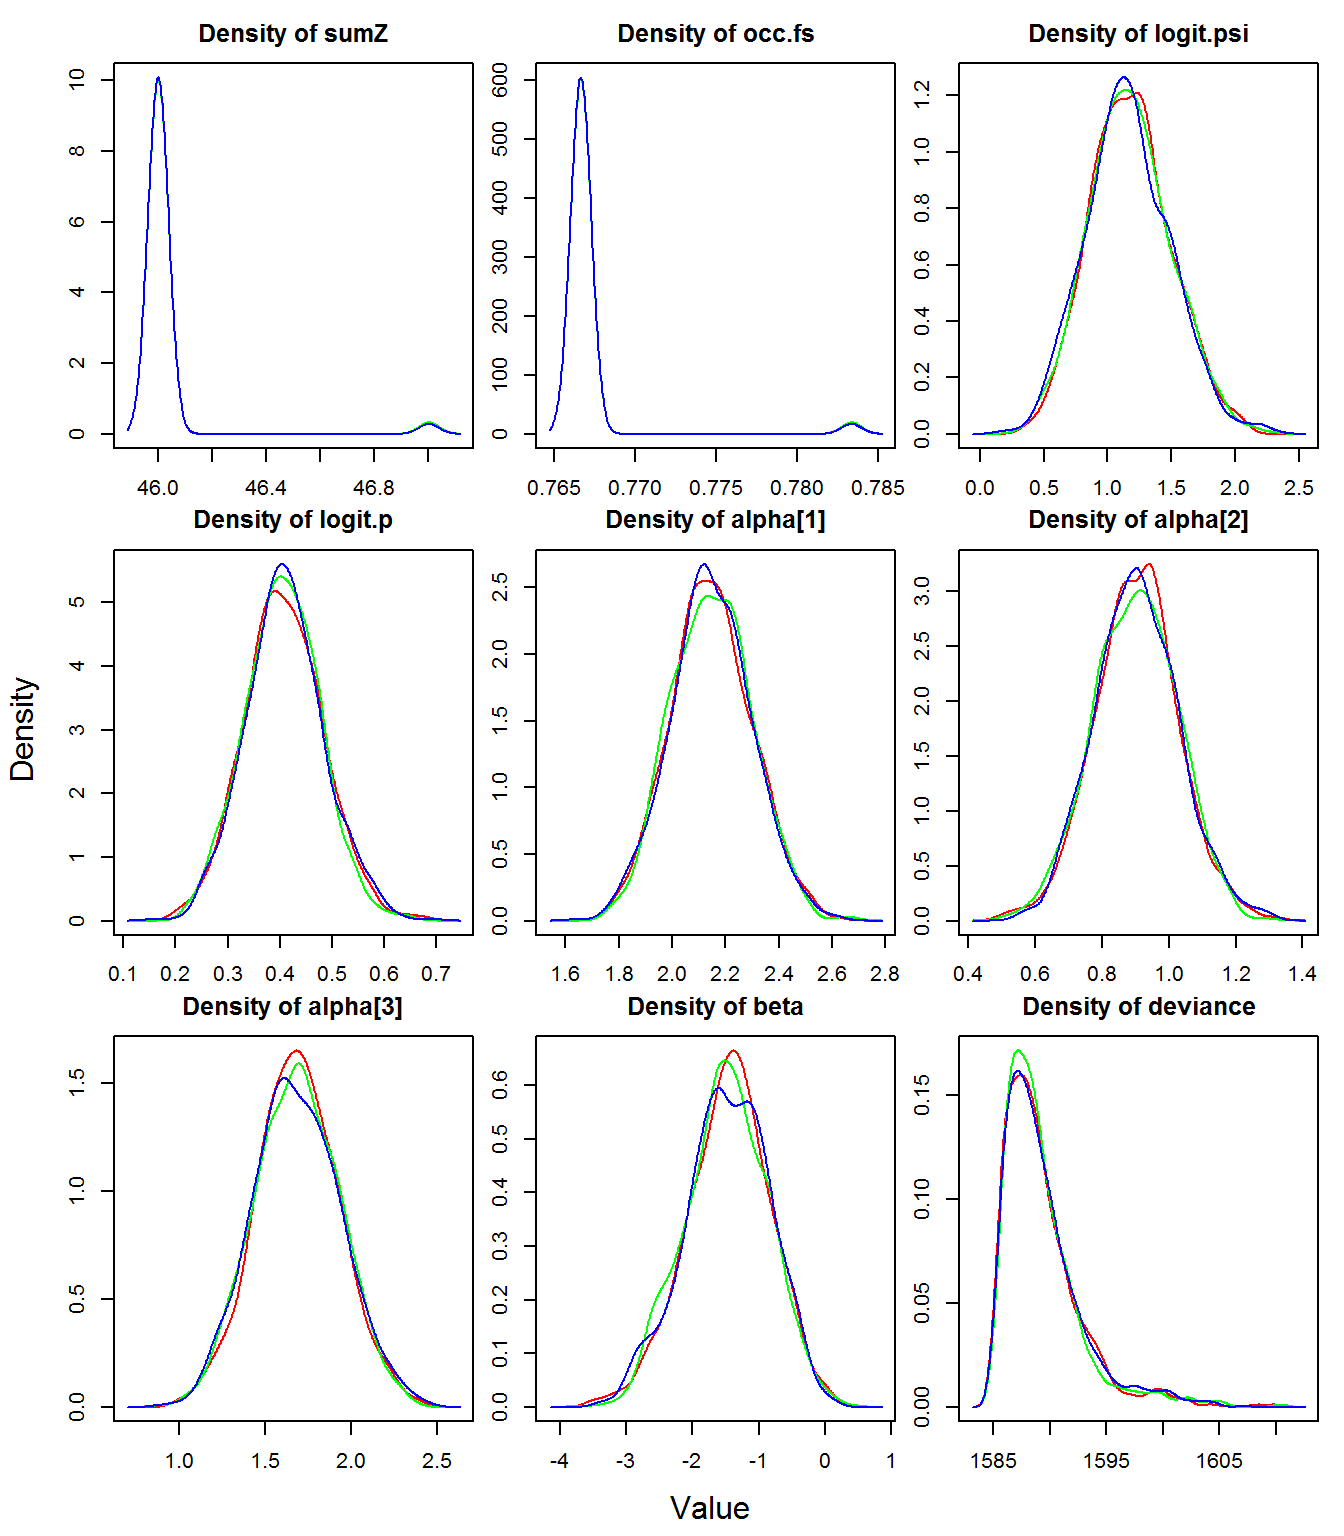 Density of sumZ
0 2 4 6 8 10
46.0 46.4 46.8
Density of occ.fs
0 100 200 300 400 500 600
0.765 0.770 0.775 0.780 0.785
Density of logit.psi
0.0 0.2 0.4 0.6 0.8 1.0 1.2
0.0 0.5 1.0 1.5 2.0 2.5
Density of logit.p
0 1 2 3 4 5
0.1 0.2 0.3 0.4 0.5 0.6 0.7
Density of alpha[1]
0.0 0.5 1.0 1.5 2.0 2.5
1.6 1.8 2.0 2.2 2.4 2.6 2.8
Density of alpha[2]
0.0 0.5 1.0 1.5 2.0 2.5 3.0
0.4 0.6 0.8 1.0 1.2 1.4
Density of alpha[3]
0.0 0.5 1.0 1.5
1.0 1.5 2.0 2.5
Density of beta
0.0 0.1 0.2 0.3 0.4 0.5 0.6
-4 -3 -2 -1 0 1
Density of deviance
0.00 0.05 0.10 0.15
1585 1595 1605
Density
Value